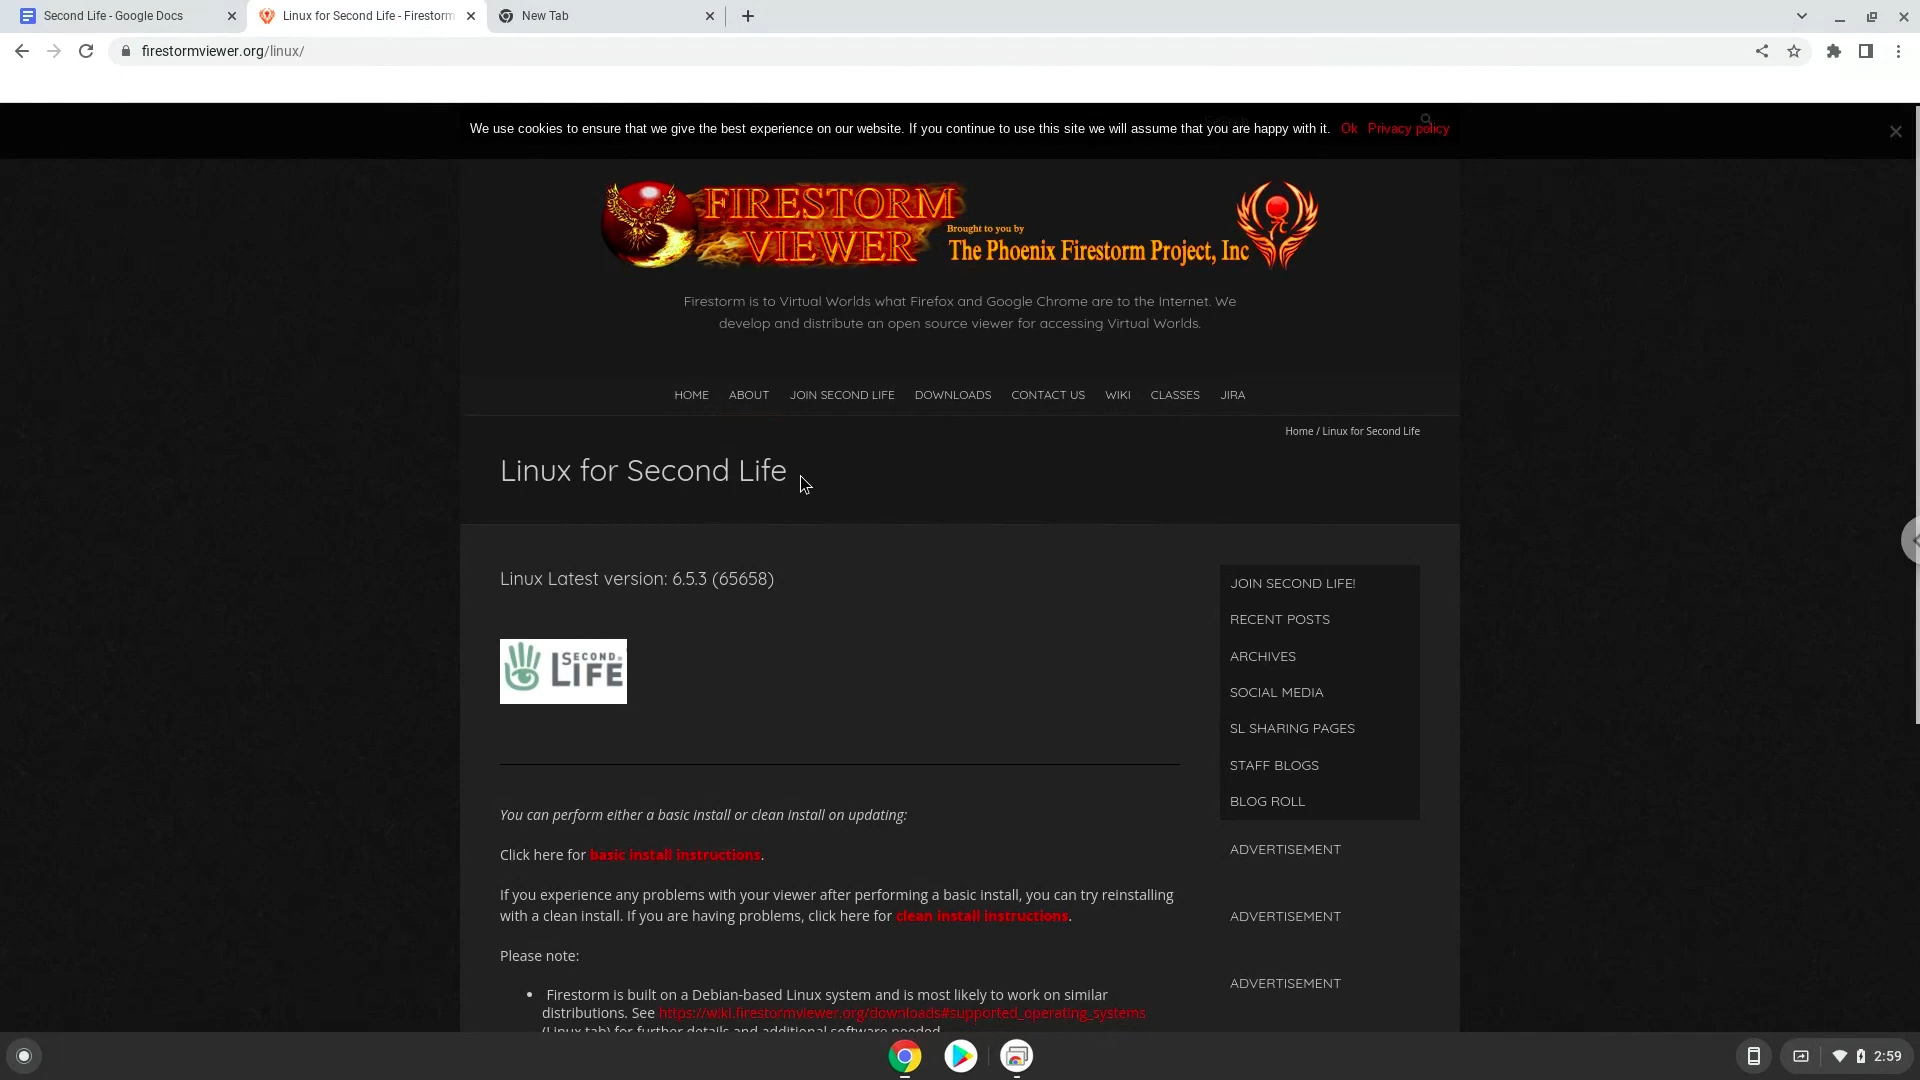 Second Life - Google Docs
Linux for Second Life - Firestorm
New Tab
firestormviewer.org/linux/
We use cookies to ensure that we give the best experience on our website. If you continue to use this site we will assume that you are happy with it. Ok Privacy policy
FIRESTORM
VIEWER
Brought to you by
The Phoenix Firestorm Project, Inc
Firestorm is to Virtual Worlds what Firefox and Google Chrome are to the Internet. We
develop and distribute an open source viewer for accessing Virtual Worlds.
HOME ABOUT JOIN SECOND LIFE DOWNLOADS CONTACT US WIKI CLASSES JIRA
Home / Linux for Second Life
Linux for Second Life
Linux Latest version: 6.5.3 (65658)
SECOND
LIFE
You can perform either a basic install or clean install on updating:
Click here for basic install instructions.
If you experience any problems with your viewer after performing a basic install, you can try reinstalling
with a clean install. If you are having problems, click here for clean install instructions.
Please note:
Firestorm is built on a Debian-based Linux system and is most likely to work on similar
distributions. See https://wiki.firestormviewer.org/downloads#supported_operating_systems
(Linux tab) for further details and additional software needed.
JOIN SECOND LIFE!
RECENT POSTS
ARCHIVES
SOCIAL MEDIA
SL SHARING PAGES
STAFF BLOGS
BLOG ROLL
ADVERTISEMENT
ADVERTISEMENT
ADVERTISEMENT
2:59